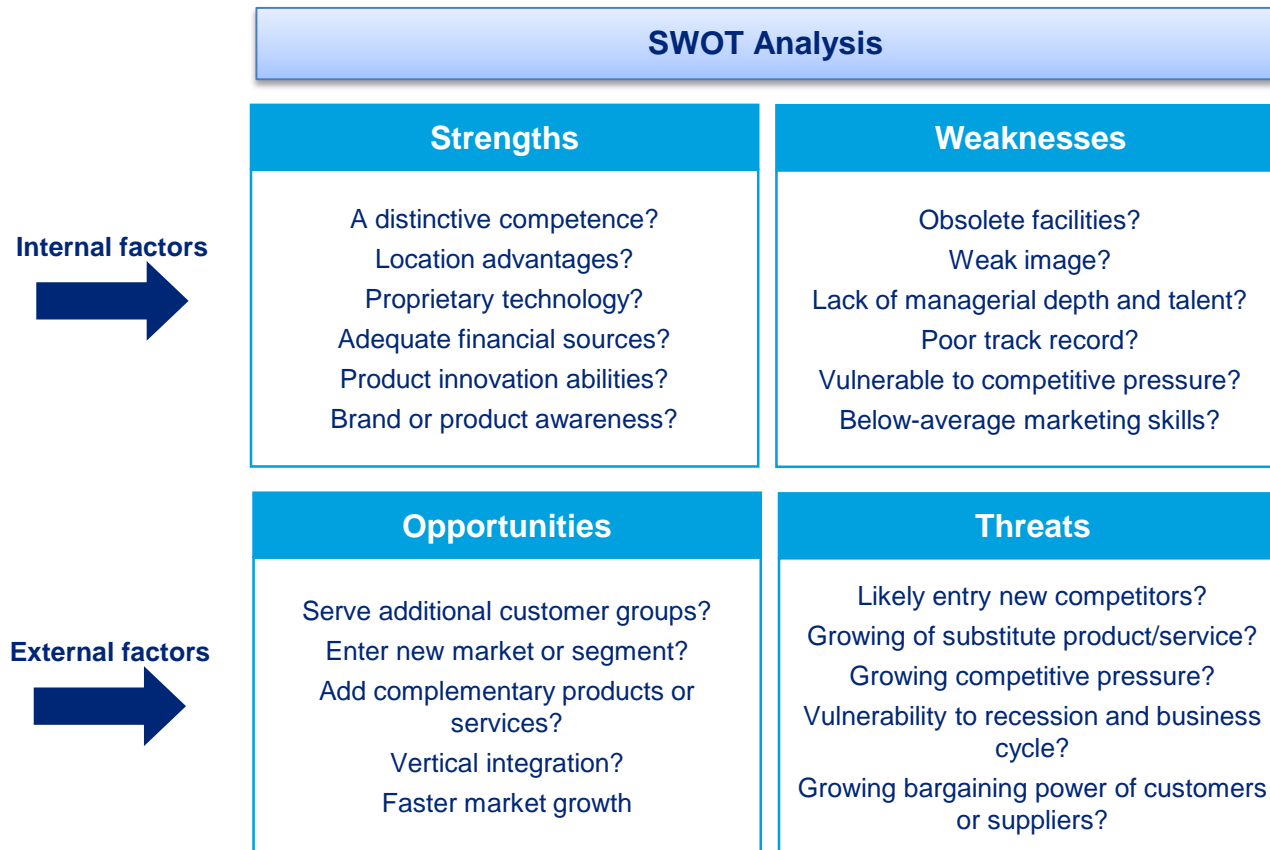 SWOT Analysis
Strengths
Weaknesses
Internal factors
A distinctive competence?
Location advantages?
Proprietary technology?
Adequate financial sources?
Product innovation abilities?
Brand or product awareness?
Obsolete facilities?
Weak image?
Lack of managerial depth and talent?
Poor track record?
Vulnerable to competitive pressure?
Below-average marketing skills?
Opportunities
Threats
External factors
Serve additional customer groups?
Enter new market or segment?
Add complementary products or
services?
Vertical integration?
Faster market growth
Likely entry new competitors?
Growing of substitute product/service?
Growing competitive pressure?
Vulnerability to recession and business
cycle?
Growing bargaining power of customers
or suppliers?